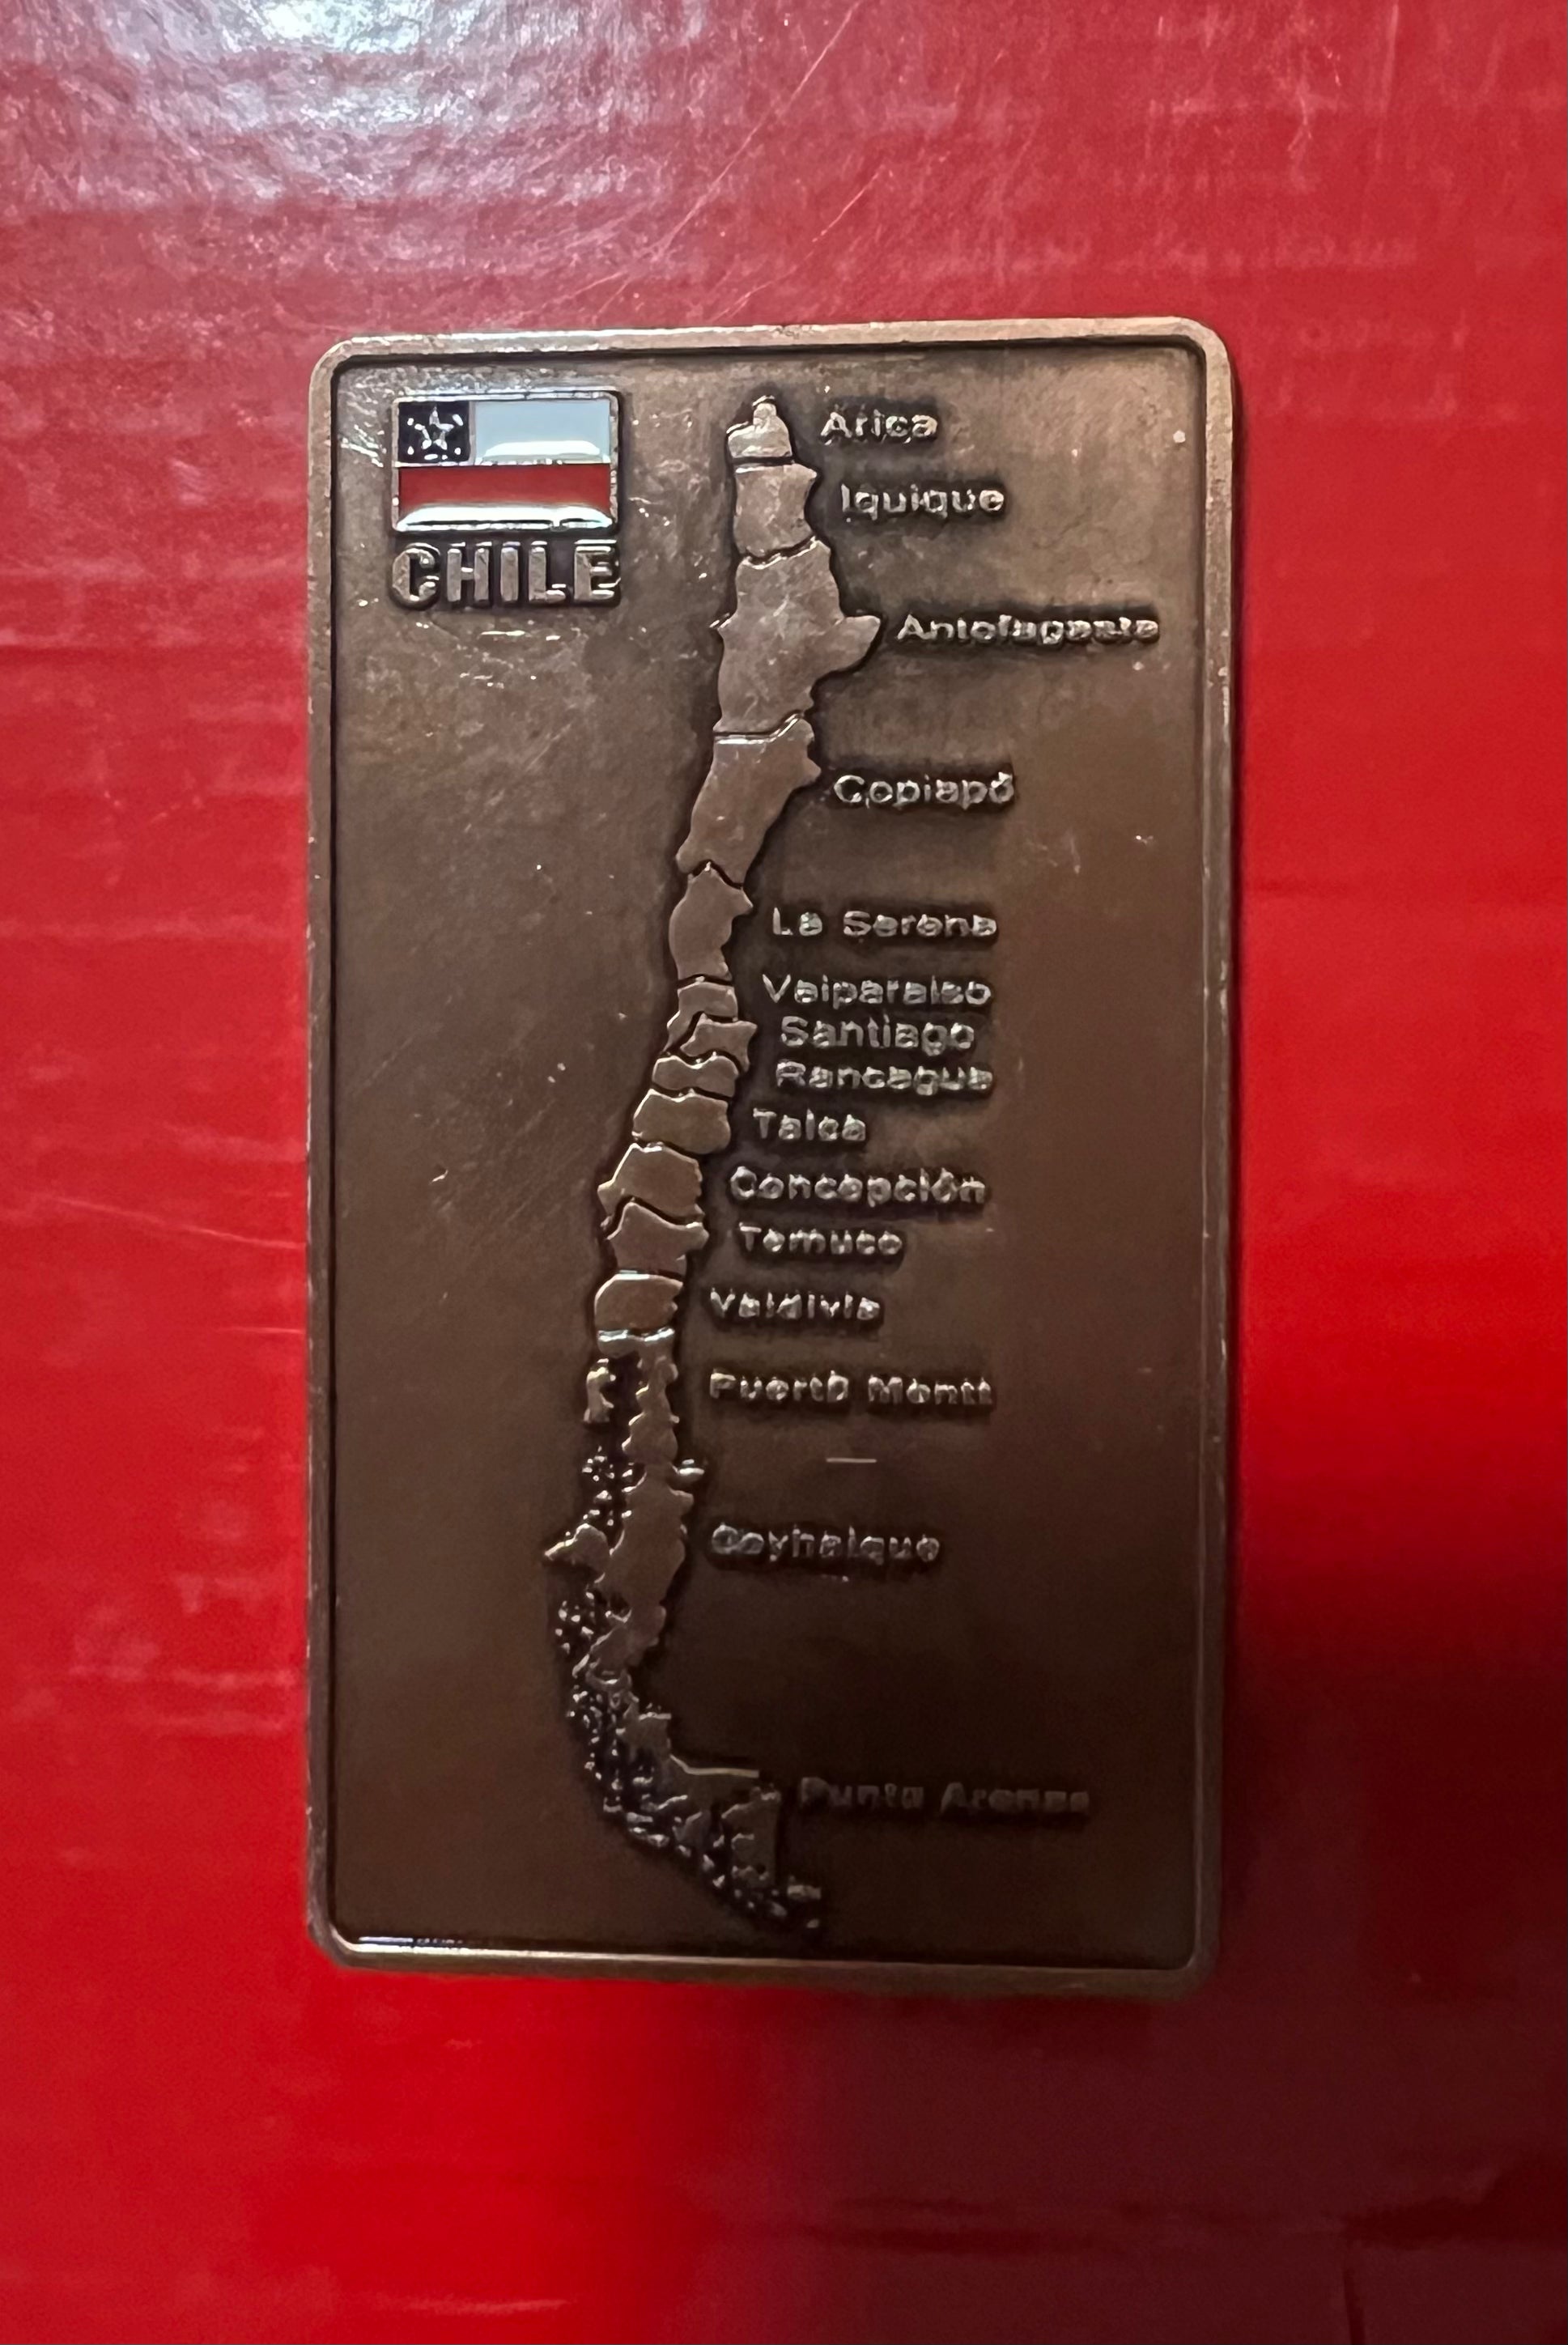 CHILE
Arica
Iquique
Antofagasta
Copiapó
La Serena
Valparaiso
Santiago
Rancagua
Talca
Concepción
Temuco
Valdivia
Puerto Montt
Coyhaique
Punta Arenas